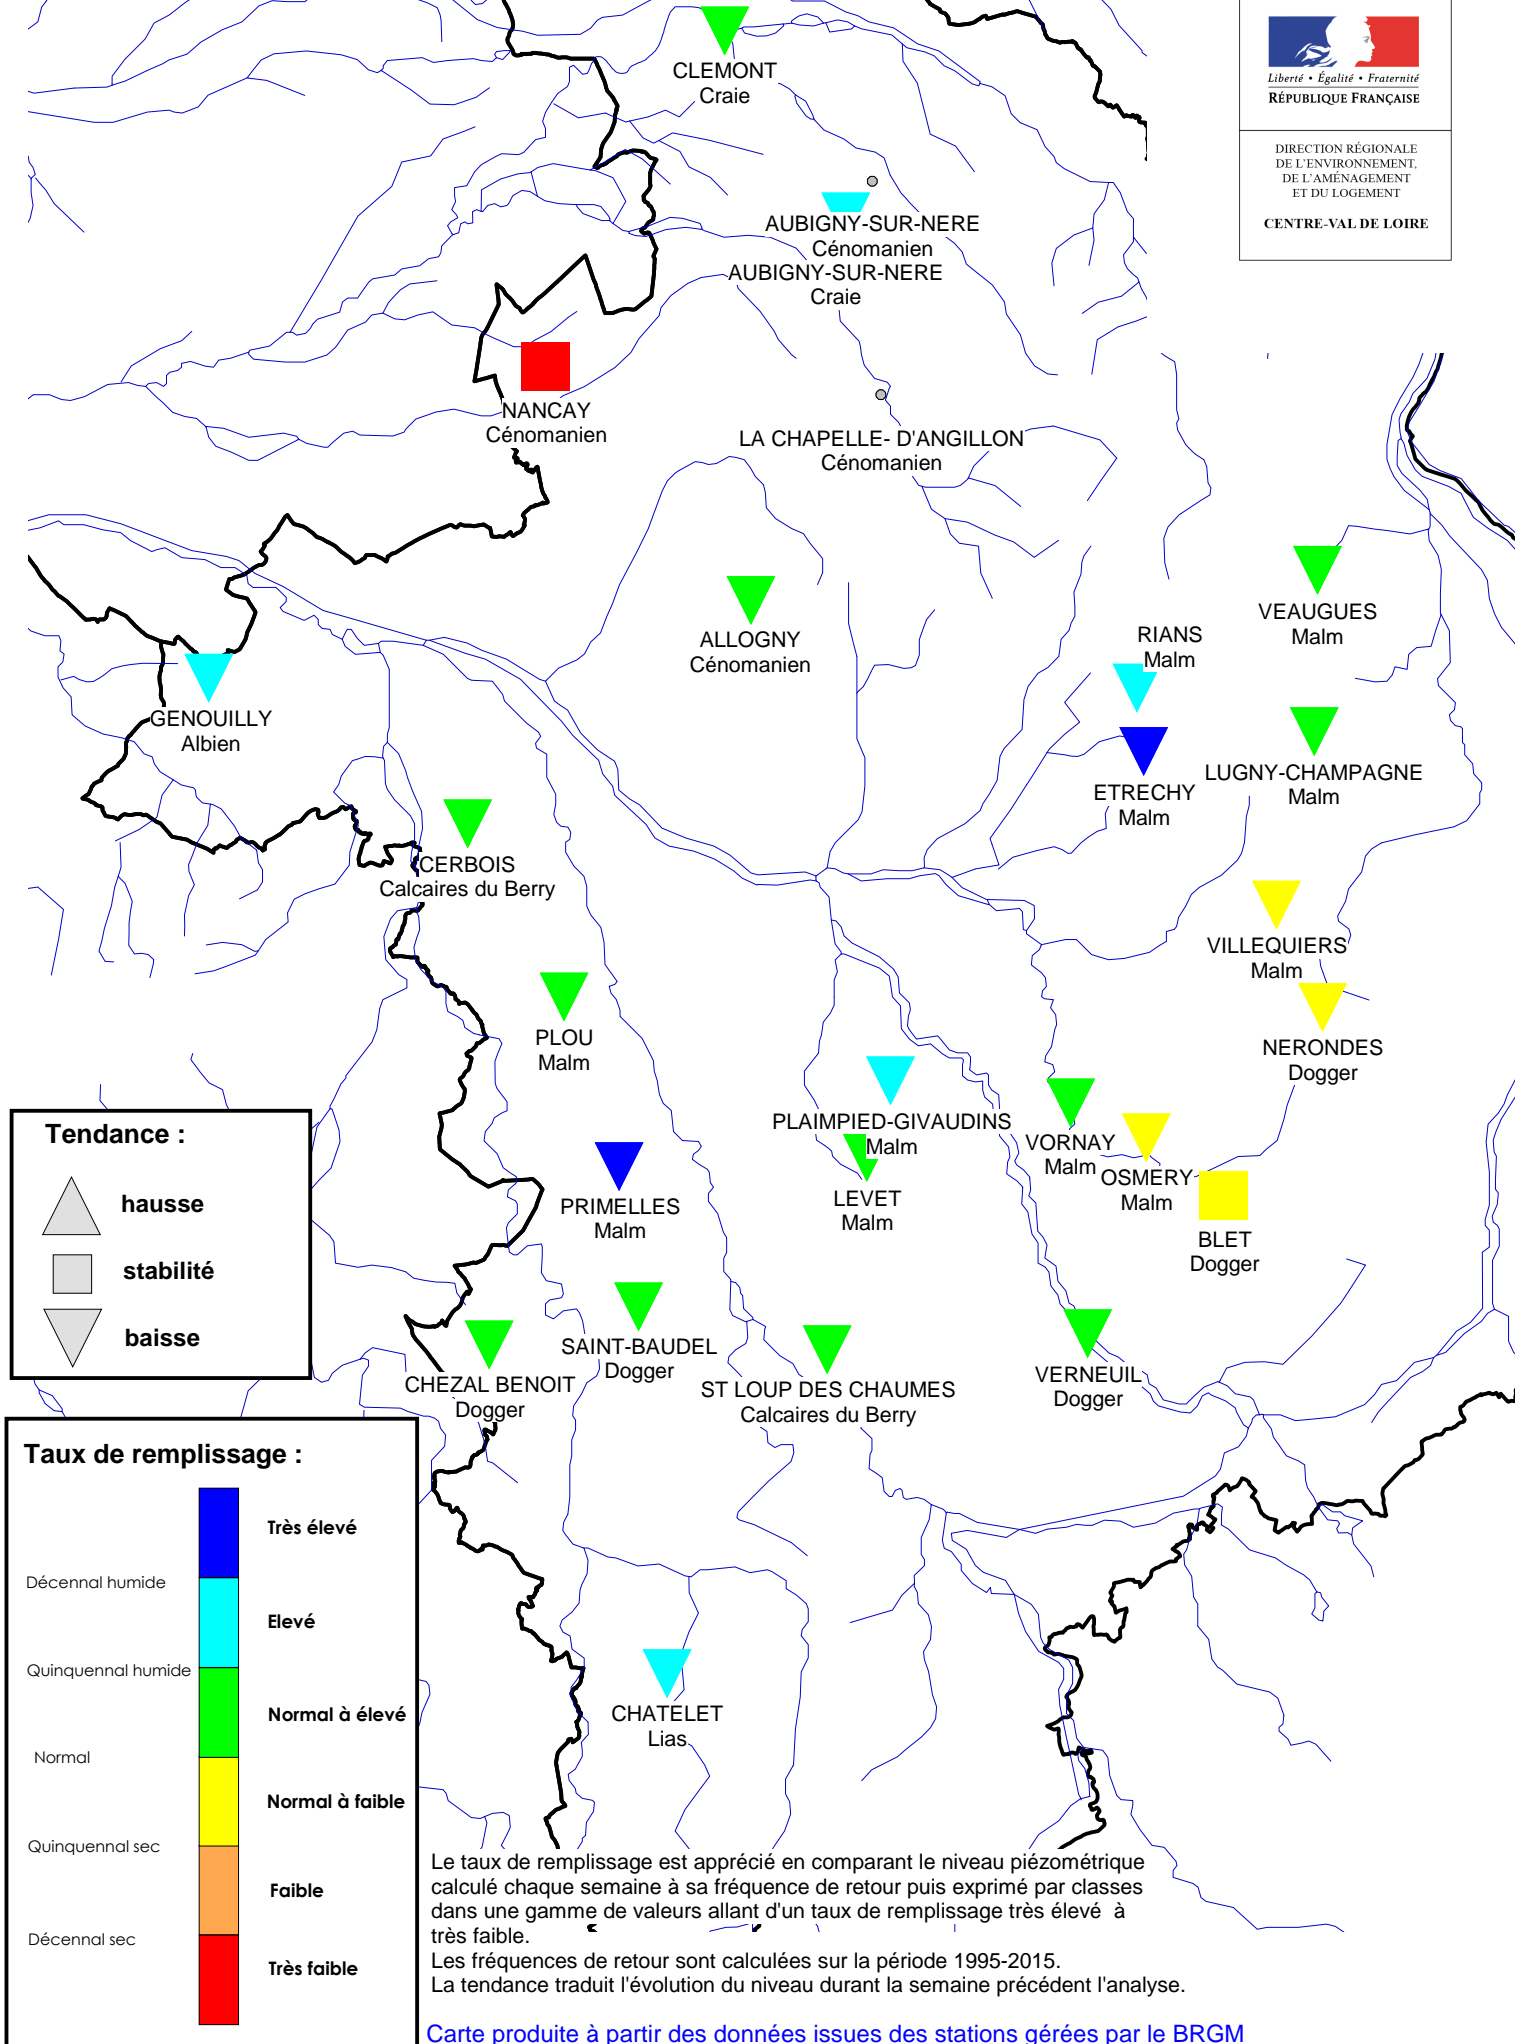 Liberté • Égalité • Fraternité
RÉPUBLIQUE FRANÇAISE
DIRECTION RÉGIONALE
DE L'ENVIRONNEMENT,
DE L'AMÉNAGEMENT
ET DU LOGEMENT
CENTRE-VAL DE LOIRE
CLEMONT
Craie
AUBIGNY-SUR-NERE
Cénomanien
AUBIGNY-SUR-NERE
Craie
NANCAY
Cénomanien
LA CHAPELLE- D'ANGILLON
Cénomanien
VEAUGUES
Malm
ALLOGNY
Cénomanien
RIANS
Malm
GENOUILLY
Albien
LUGNY-CHAMPAGNE
Malm
ETRECHY
Malm
CERBOIS
Calcaires du Berry
VILLEQUIERS
Malm
PLOU
Malm
NERONDES
Dogger
PLAIMPIED-GIVAUDINS
Malm
VORNAY
Malm
OSMERY
Malm
PRIMELLES
Malm
LEVET
Malm
BLET
Dogger
SAINT-BAUDEL
Dogger
CHEZAL BENOIT
Dogger
ST LOUP DES CHAUMES
Calcaires du Berry
VERNEUIL
Dogger
CHATELET
Lias
Tendance :
hausse
stabilité
baisse
Taux de remplissage :
Très élevé
Décennal humide
Elevé
Quinquennal humide
Normal à élevé
Normal
Normal à faible
Quinquennal sec
Faible
Décennal sec
Très faible
Le taux de remplissage est apprécié en comparant le niveau piézométrique
calculé chaque semaine à sa fréquence de retour puis exprimé par classes
dans une gamme de valeurs allant d'un taux de remplissage très élevé à
très faible.
Les fréquences de retour sont calculées sur la période 1995-2015.
La tendance traduit l'évolution du niveau durant la semaine précédent l'analyse.
Carte produite à partir des données issues des stations gérées par le BRGM